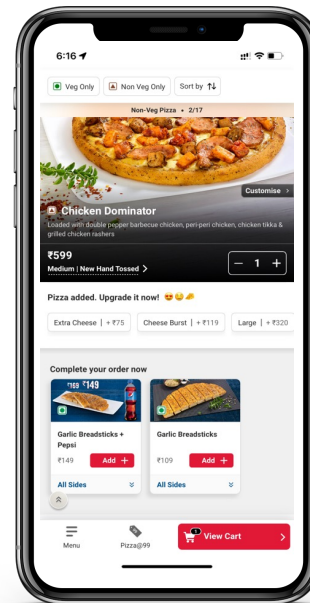 6:16
Veg Only
Non Veg Only
Sort by
Non-Veg Pizza • 2/17
Customise >
Chicken Dominator
Loaded with double pepper barbecue chicken, peri-peri chicken, chicken tikka &
grilled chicken rashers
₹599
Medium | New Hand Tossed >
− 1 +
Pizza added. Upgrade it now!
Extra Cheese | + ₹75
Cheese Burst | + ₹119
Large | + ₹320
Complete your order now
₹159 ₹149
Garlic Breadsticks +
Pepsi
₹149
Add +
All Sides
Garlic Breadsticks
₹109
Add +
All Sides
Menu
Pizza@99
1
View Cart